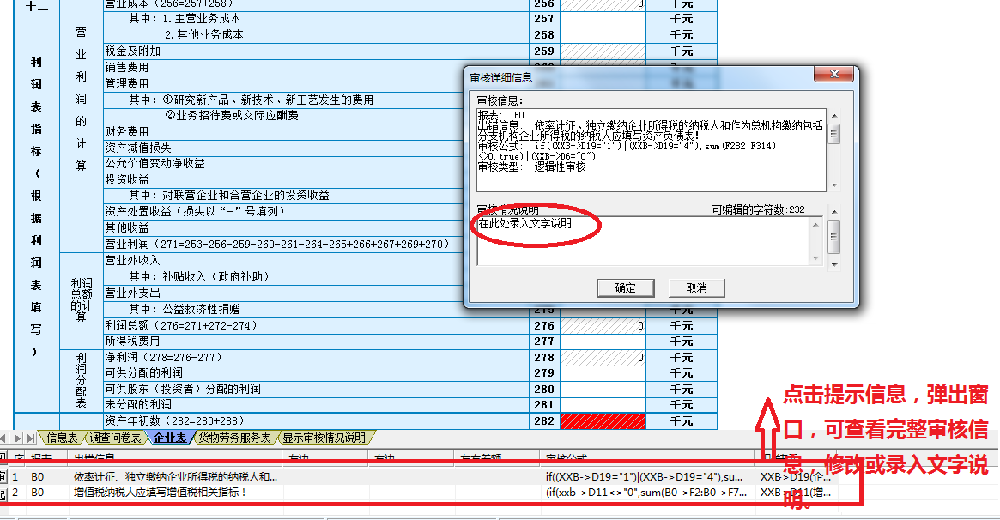 十二
利润表指标(根据利润表填写)
营业利润的计算
营业成本(256=257+258) 256 0 千元
其中: 1.主营业务成本 257 千元
2.其他业务成本 258 千元
税金及附加 259 千元
销售费用
管理费用
其中: ①研究新产品、新技术、新工艺发生的费用
②业务招待费或交际应酬费
财务费用
资产减值损失
公允价值变动净收益
投资收益
其中: 对联营企业和合营企业的投资收益
资产处置收益(损失以“-”号填列)
其他收益
营业利润(271=253-256-259-260-261-264-265+266+267+269+270)
利润总额的计算
营业外收入
其中: 补贴收入(政府补助)
营业外支出
其中: 公益救济性捐赠
利润总额(276=271+272-274) 276 0 千元
所得税费用 277 千元
利润分配表
净利润(278=276-277) 278 0 千元
可供分配的利润 279 千元
可供股东(投资者)分配的利润 280 千元
未分配的利润 281 千元
资产年初数(282=283+288) 282 千元
审核详细信息
审核信息:
报表: B0
出错信息: 依率计征、独立缴纳企业所得税的纳税人和作为总机构缴纳包括
分支机构企业所得税的纳税人应填写资产负债表!
审核公式: if((XXB->D19="1")|(XXB->D19="4"),sum(F282:F314)
<>0,true)|(XXB->D6="0")
审核类型: 逻辑性审核
审核情况说明 可编辑的字符数:232
在此处录入文字说明
确定 取消
信息表 调查问卷表 企业表 货物劳务服务表 显示审核情况说明
序 报表 出错信息 左边 右边 左右差额 审核公式
1 B0 依率计征、独立缴纳企业所得税的纳税人和... if((XXB->D19="1")|(XXB->D19="4"),su... XXB->D19(企...
2 B0 增值税纳税人应填写增值税相关指标! (if(xxb->D11<>"0",sum(B0->F2:B0->F7... XXB->D11(增...
点击提示信息，弹出窗
口，可查看完整审核信
息，修改或录入文字说
明。